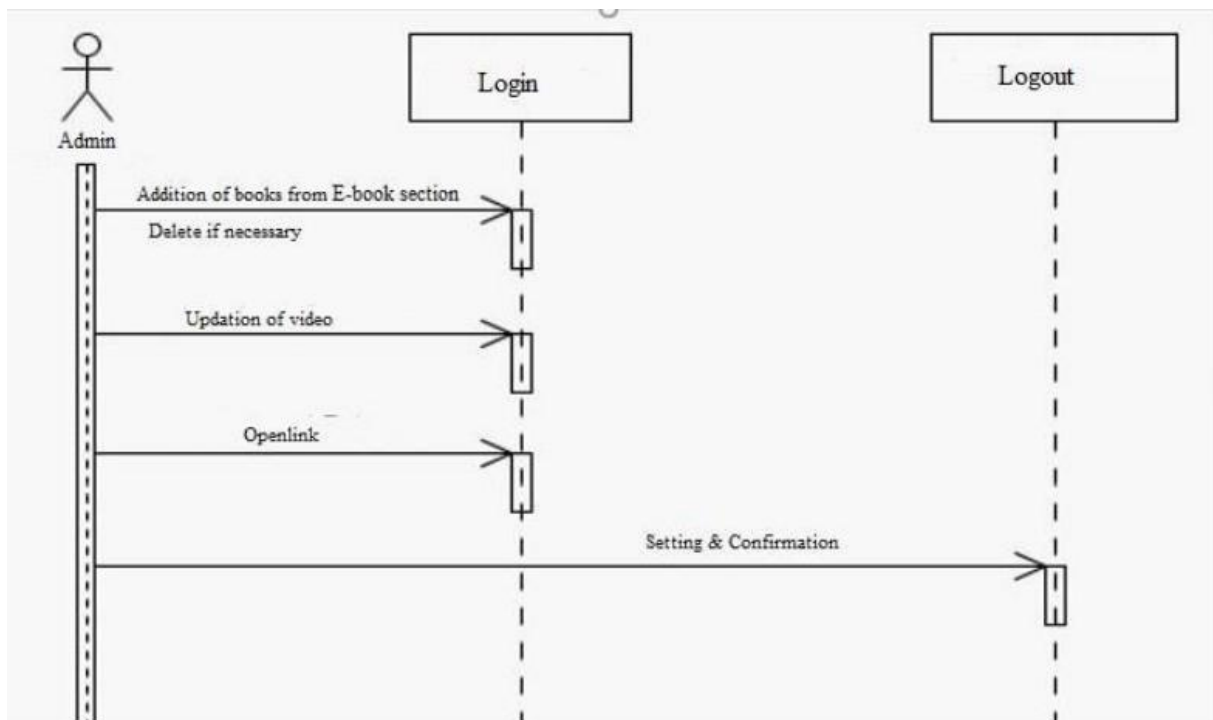 Login
Logout
Admin
Addition of books from E-book section
Delete if necessary
Updation of video
Openlink
Setting & Confirmation